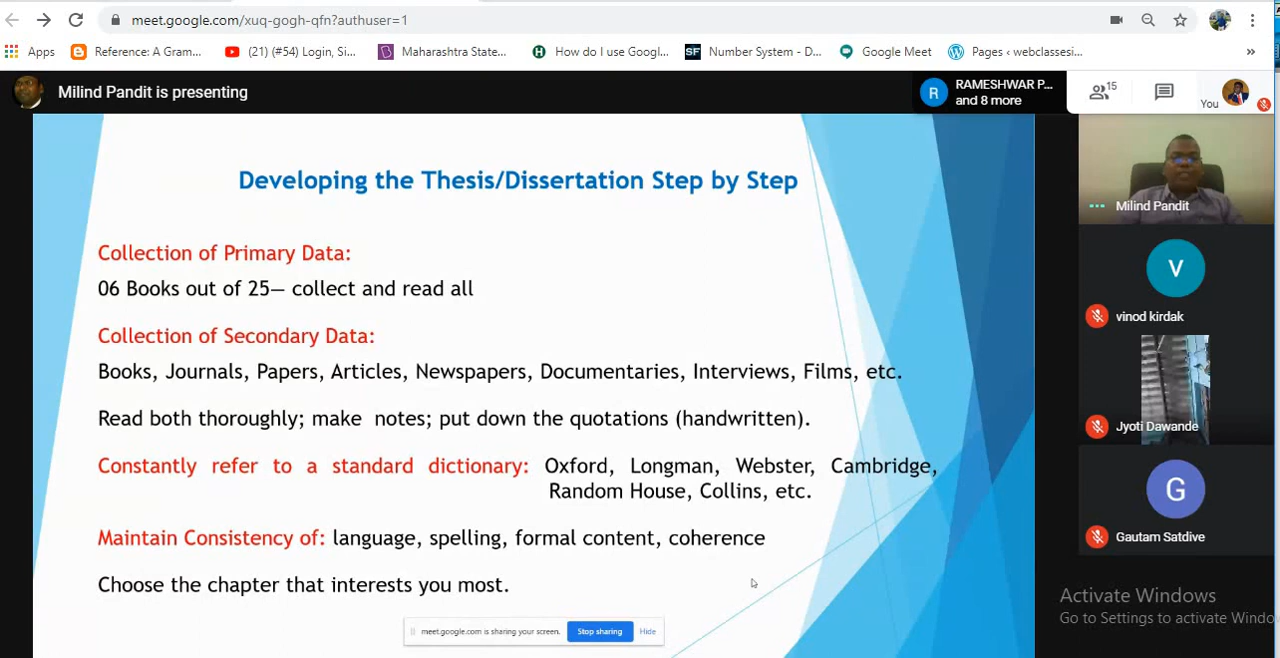 meet.google.com/xuq-gogh-qfn?authuser=1
Apps Reference: A Gram... (21) (#54) Login, Si... Maharashtra State... How do I use Googl... SF Number System - D... Google Meet Pages ‹ webclassesi... »
Milind Pandit is presenting
R RAMESHWAR P...
and 8 more
15
You
Developing the Thesis/Dissertation Step by Step
Collection of Primary Data:
06 Books out of 25— collect and read all
Collection of Secondary Data:
Books, Journals, Papers, Articles, Newspapers, Documentaries, Interviews, Films, etc.
Read both thoroughly; make notes; put down the quotations (handwritten).
Constantly refer to a standard dictionary: Oxford, Longman, Webster, Cambridge,
Random House, Collins, etc.
Maintain Consistency of: language, spelling, formal content, coherence
Choose the chapter that interests you most.
meet.google.com is sharing your screen. Stop sharing Hide
Milind Pandit
V
vinod kirdak
Jyoti Dawande
G
Gautam Satdive
Activate Windows
Go to Settings to activate Windo